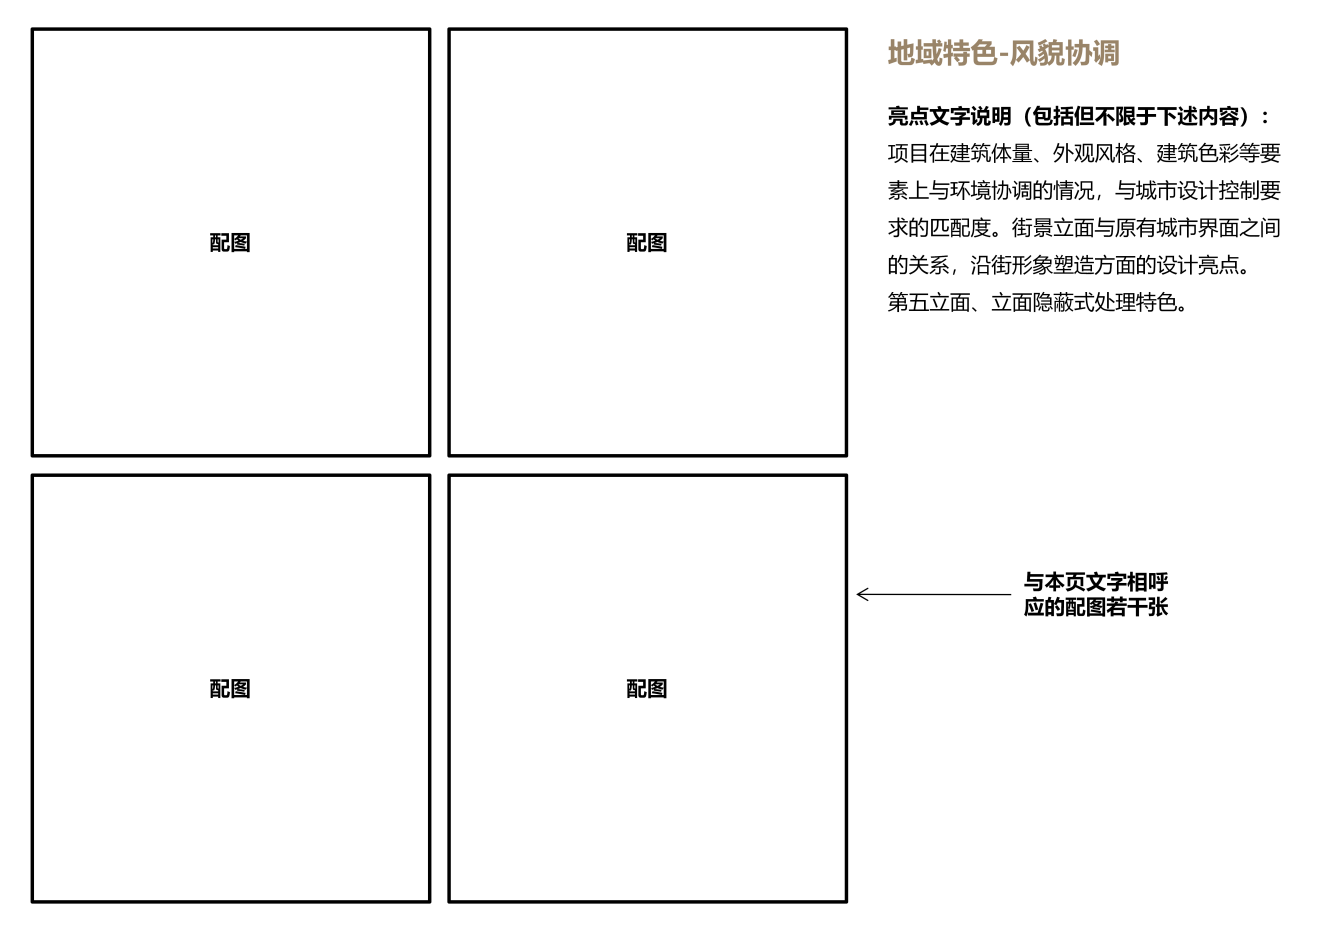 地域特色-风貌协调
亮点文字说明（包括但不限于下述内容）：
项目在建筑体量、外观风格、建筑色彩等要
素上与环境协调的情况，与城市设计控制要
求的匹配度。街景立面与原有城市界面之间
的关系，沿街形象塑造方面的设计亮点。
第五立面、立面隐蔽式处理特色。
配图
配图
与本页文字相呼
应的配图若干张
配图
配图